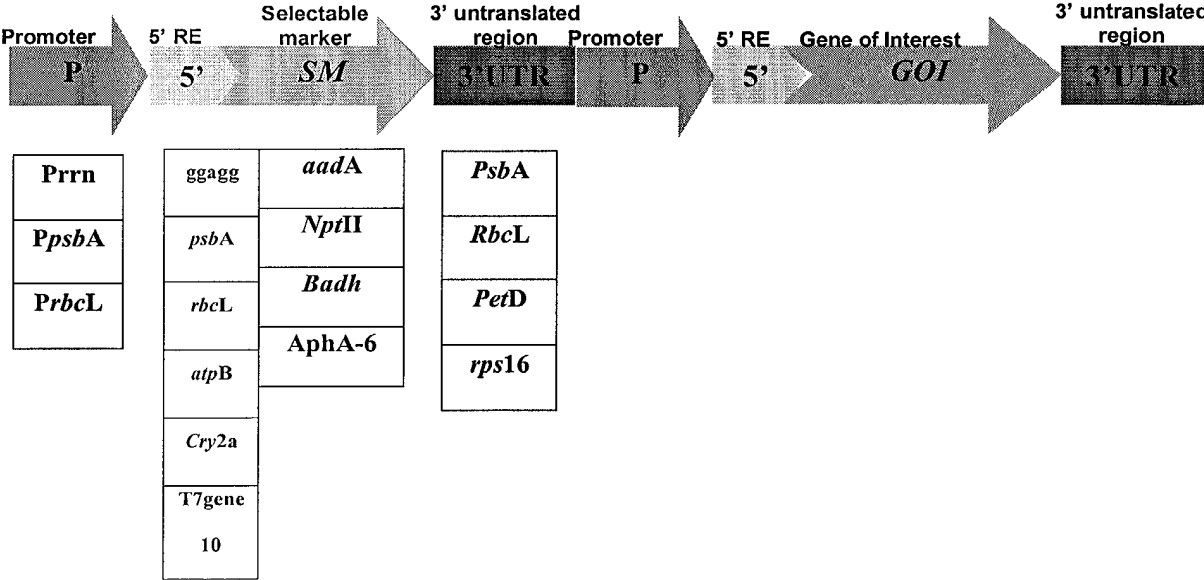 Promoter
5' RE
Selectable
marker
3' untranslated
region
Promoter
5' RE
Gene of Interest
3' untranslated
region
P
5'
SM
3'UTR
P
5'
GOI
3'UTR
Prrn
PpsbA
PrbcL
ggagg
psbA
rbcL
atpB
Cry2a
T7gene
10
aadA
NptII
Badh
AphA-6
PsbA
RbcL
PetD
rps16